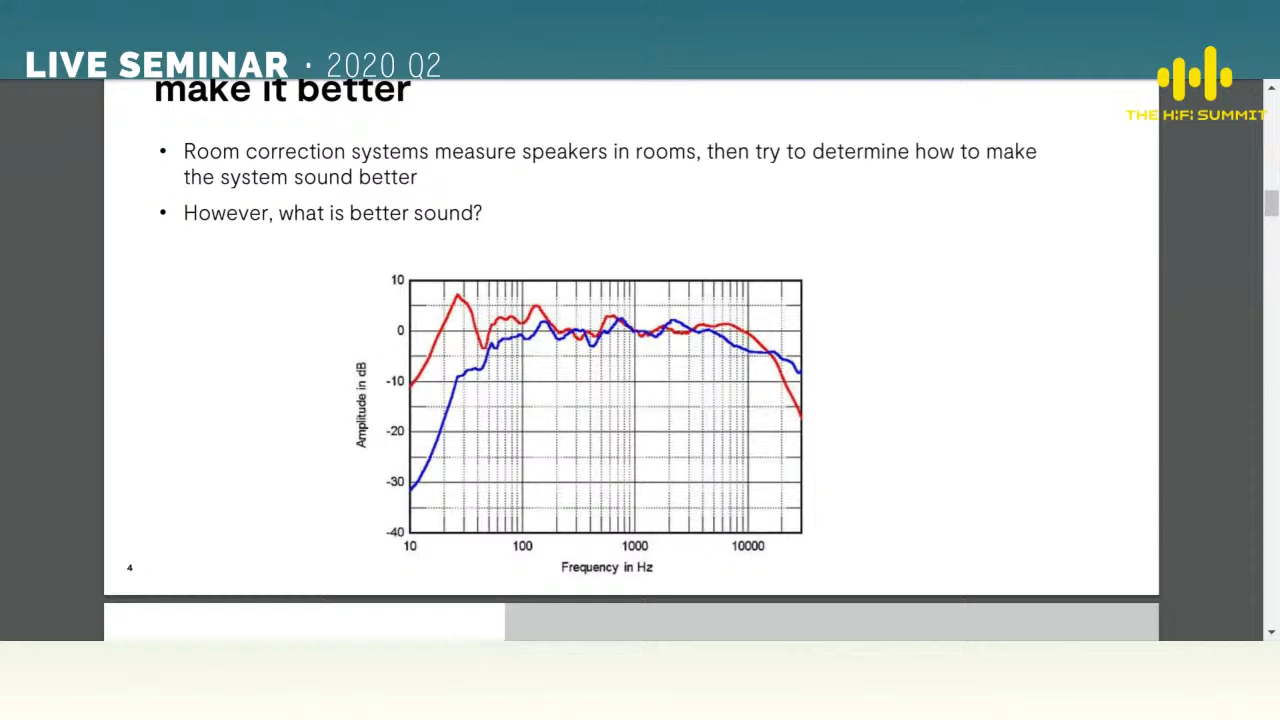 LIVE SEMINAR · 2020 Q2
THE HIFI SUMMIT
make it better
• Room correction systems measure speakers in rooms, then try to determine how to make
the system sound better
• However, what is better sound?
10
0
-10
-20
-30
-40
Amplitude in dB
10 100 1000 10000
Frequency in Hz
4